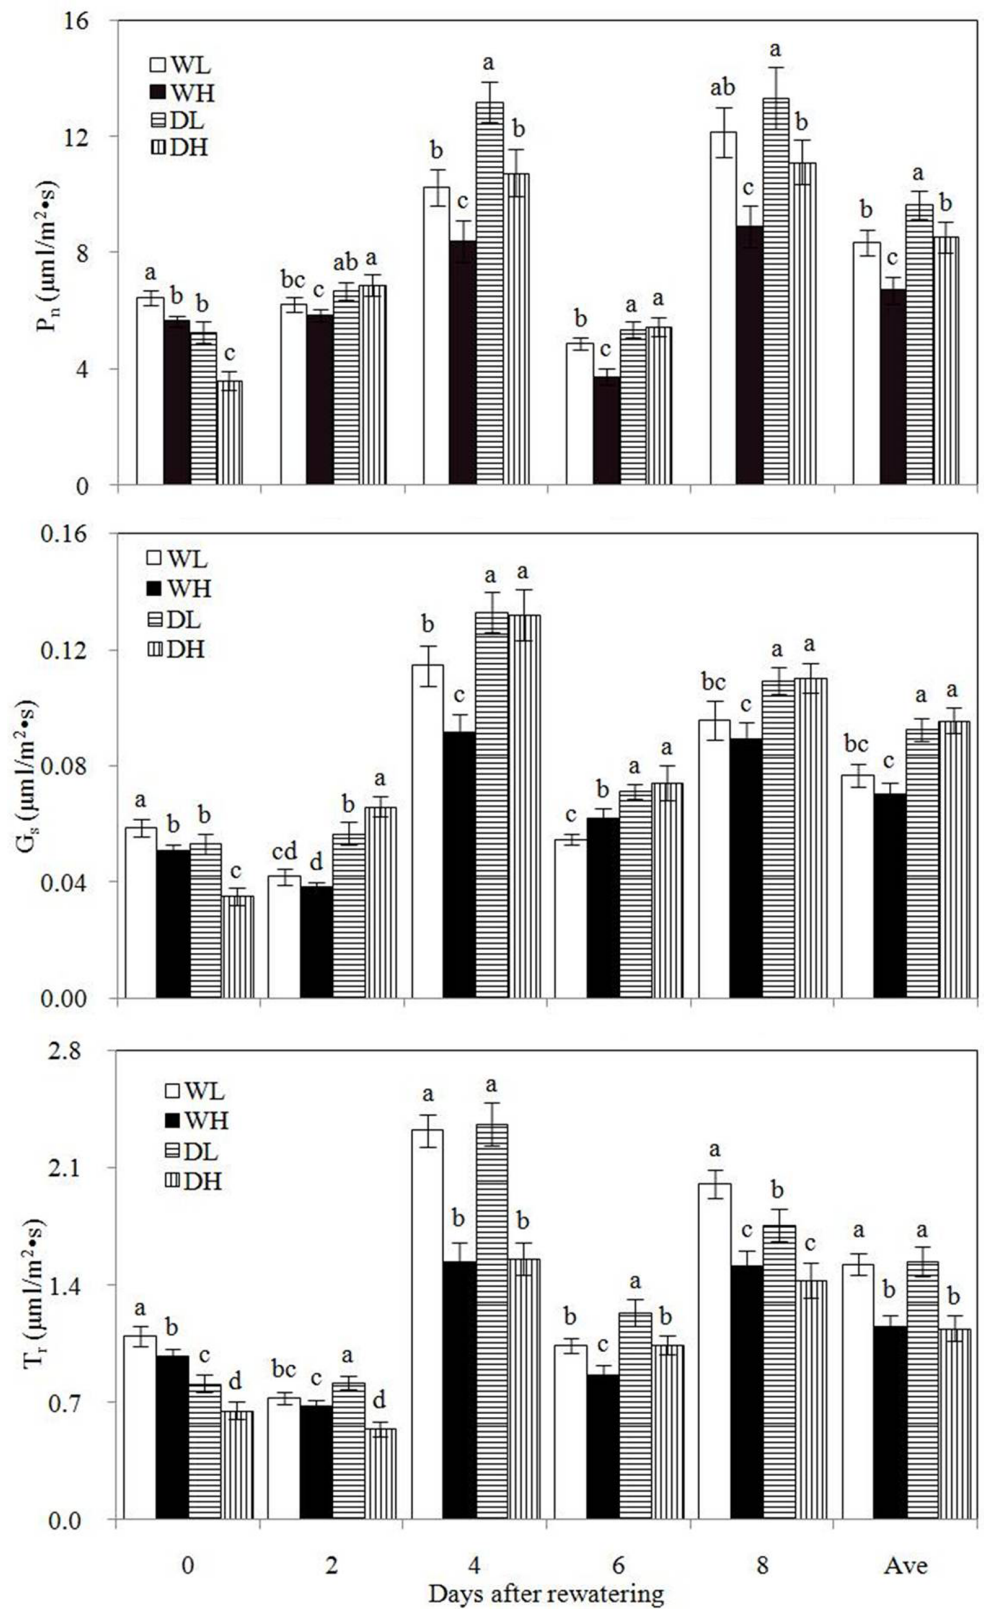 16
12
8
4
0
Pn (µml/m²•s)
WL
WH
DL
DH
a b b c
bc c ab a
b c a b
b c a a
ab c a b
b c a b
0.16
0.12
0.08
0.04
0.00
Gs (µml/m²•s)
WL
WH
DL
DH
a b b c
cd d b a
b c a a
c b a a
bc c a a
bc c a a
2.8
2.1
1.4
0.7
0.0
Tr (µml/m²•s)
WL
WH
DL
DH
a b c d
bc c a d
a b a b
b c a b
a c b c
a b a b
0 2 4 6 8 Ave
Days after rewatering